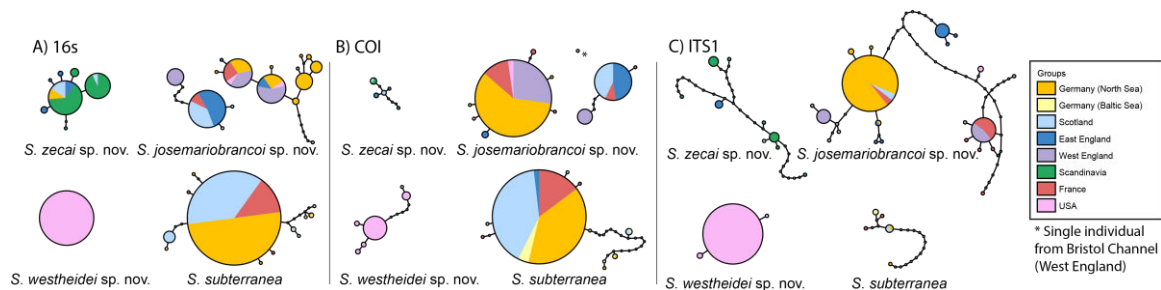 A) 16s
B) COI
C) ITS1
S. zecai sp. nov.
S. josemariobrancoi sp. nov.
S. zecai sp. nov.
S. josemariobrancoi sp. nov.
S. zecai sp. nov.
S. josemariobrancoi sp. nov.
S. westheidei sp. nov.
S. subterranea
S. westheidei sp. nov.
S. subterranea
S. westheidei sp. nov.
S. subterranea
*
Groups
Germany (North Sea)
Germany (Baltic Sea)
Scotland
East England
West England
Scandinavia
France
USA
* Single individual
from Bristol Channel
(West England)